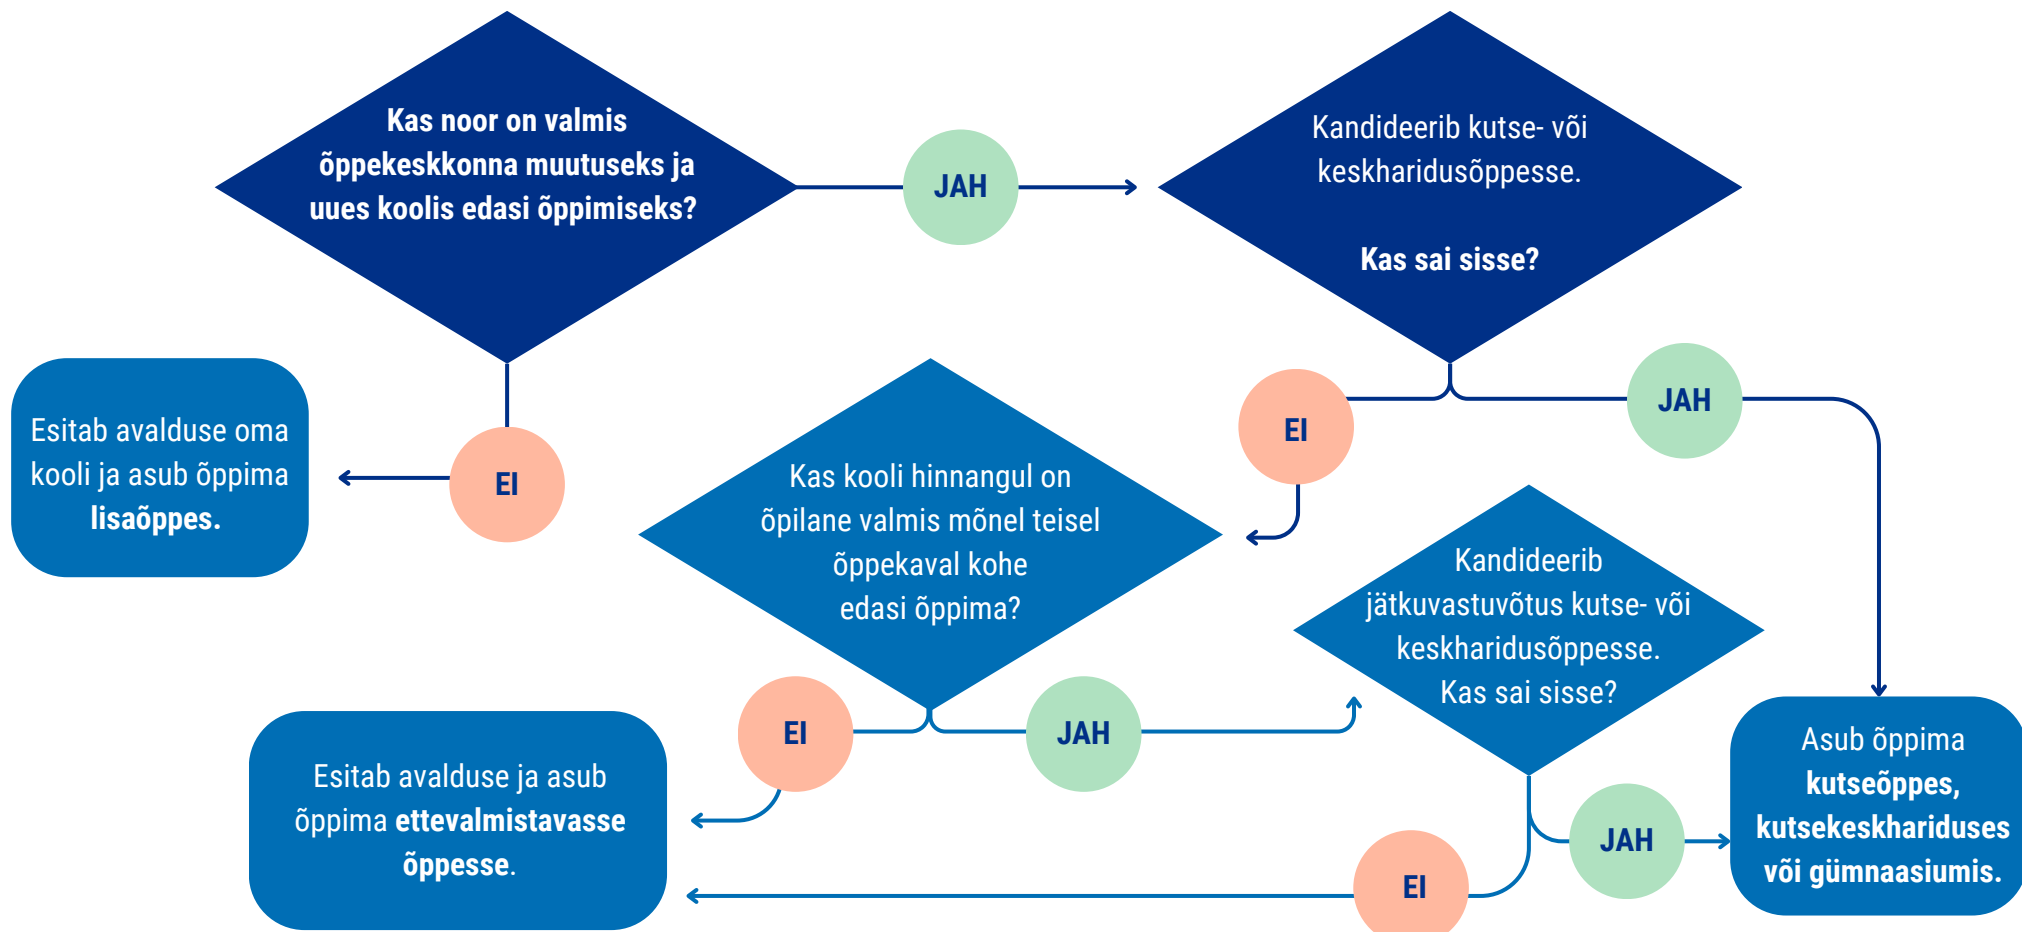 Kas noor on valmis
õppekeskkonna muutuseks ja
uues koolis edasi õppimiseks?
JAH
Kandideerib kutse- või
keskharidusõppesse.
Kas sai sisse?
EI
Esitab avalduse oma
kooli ja asub õppima
lisaõppes.
EI
JAH
Kas kooli hinnangul on
õpilane valmis mõnel teisel
õppekaval kohe
edasi õppima?
Kandideerib
jätkuvastuvõtus kutse- või
keskharidusõppesse.
Kas sai sisse?
EI
JAH
Esitab avalduse ja asub
õppima ettevalmistavasse
õppesse.
EI
JAH
Asub õppima
kutseõppes,
kutsekeskhariduses
või gümnaasiumis.